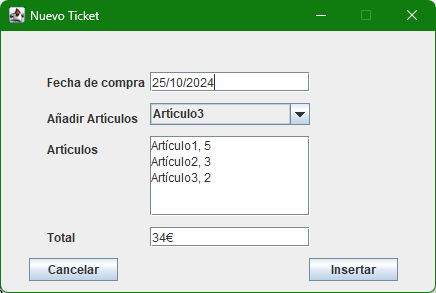 Nuevo Ticket
Fecha de compra 25/10/2024
Añadir Artículos Artículo3
Artículos
Artículo1, 5
Artículo2, 3
Artículo3, 2
Total 34€
Cancelar Insertar